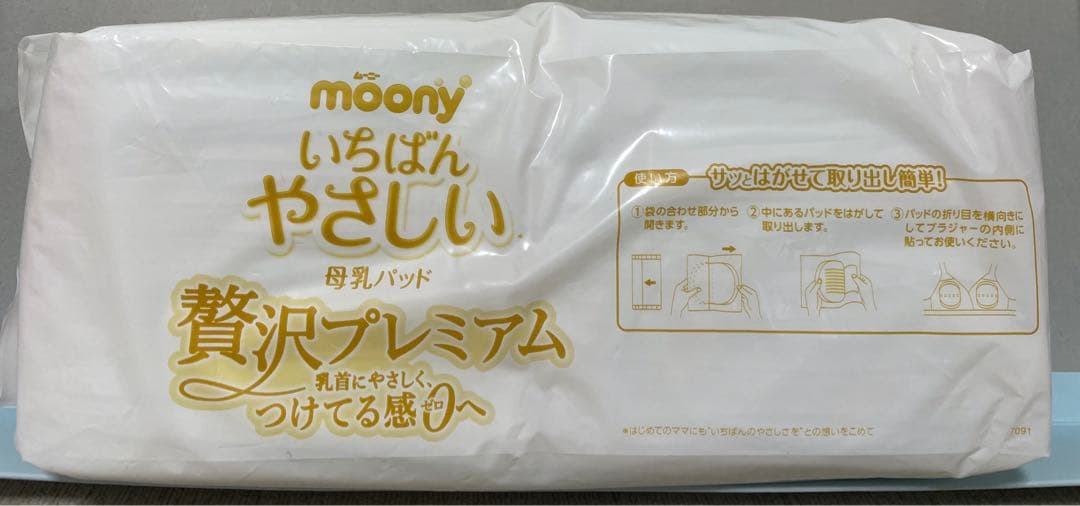 ムーニー
moony
いちばん
やさしい
母乳パッド
贅沢プレミアム
乳首にやさしく、
つけてる感ゼロ0へ
使い方 サッとはがせて取り出し簡単!
①袋の合わせ部分から
開きます。
②中にあるパッドをはがして
取り出します。
③パッドの折り目を横向きに
してブラジャーの内側に
貼ってお使いください。
*はじめてのママにも"いちばんのやさしさを"との想いをこめて
7091